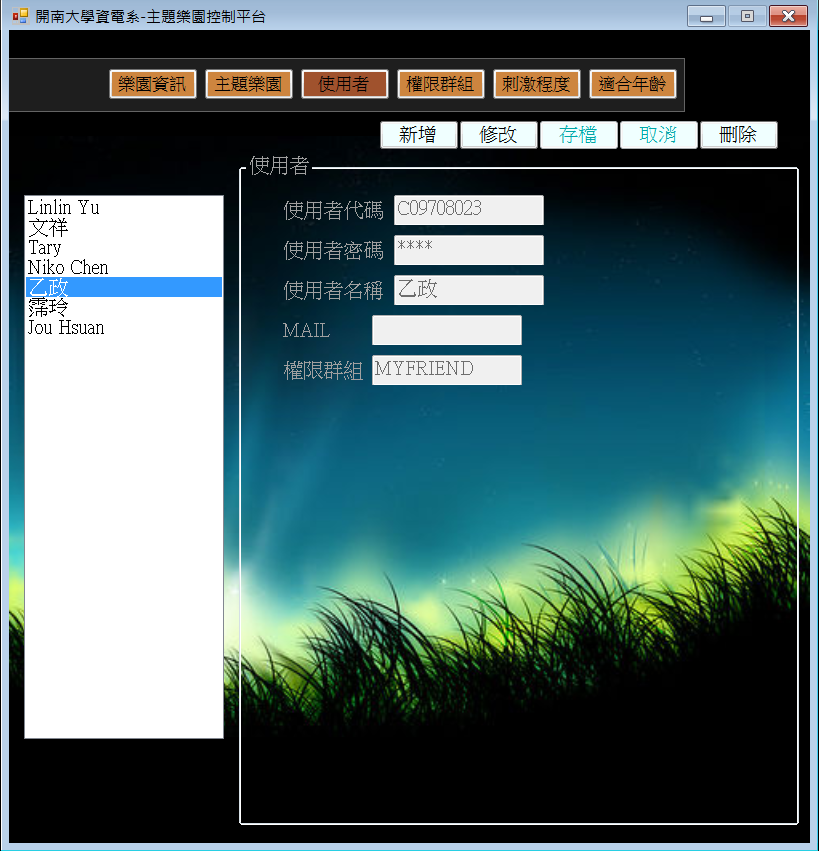 開南大學資電系-主題樂園控制平台
樂園資訊 主題樂園 使用者 權限群組 刺激程度 適合年齡
新增 修改 存檔 取消 刪除
使用者
Linlin Yu
文祥
Tary
Niko Chen
乙政
霈玲
Jou Hsuan
使用者代碼 C09708023
使用者密碼 ****
使用者名稱 乙政
MAIL
權限群組 MYFRIEND